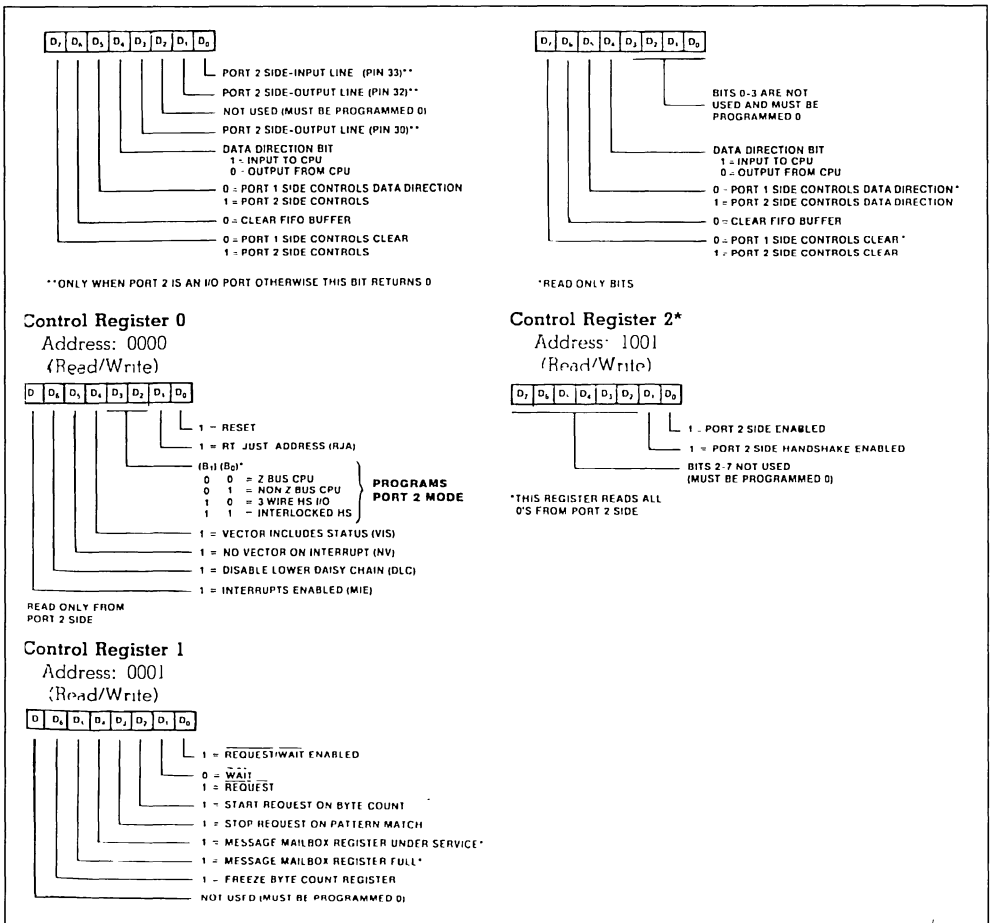 D7 D6 D5 D4 D3 D2 D1 D0
PORT 2 SIDE-INPUT LINE (PIN 33)**
PORT 2 SIDE-OUTPUT LINE (PIN 32)**
NOT USED (MUST BE PROGRAMMED 0)
PORT 2 SIDE-OUTPUT LINE (PIN 30)**
DATA DIRECTION BIT
1 = INPUT TO CPU
0 - OUTPUT FROM CPU
0 = PORT 1 SIDE CONTROLS DATA DIRECTION
1 = PORT 2 SIDE CONTROLS
0 = CLEAR FIFO BUFFER
0 = PORT 1 SIDE CONTROLS CLEAR
1 = PORT 2 SIDE CONTROLS
**ONLY WHEN PORT 2 IS AN I/O PORT OTHERWISE THIS BIT RETURNS 0
D7 D6 D5 D4 D3 D2 D1 D0
BITS 0-3 ARE NOT
USED AND MUST BE
PROGRAMMED 0
DATA DIRECTION BIT
1 = INPUT TO CPU
0 = OUTPUT FROM CPU
0 - PORT 1 SIDE CONTROLS DATA DIRECTION*
1 = PORT 2 SIDE CONTROLS DATA DIRECTION
0 = CLEAR FIFO BUFFER
0 = PORT 1 SIDE CONTROLS CLEAR*
1 = PORT 2 SIDE CONTROLS CLEAR
*READ ONLY BITS
Control Register 0
Address: 0000
(Read/Write)
D D6 D5 D4 D3 D2 D1 D0
1 - RESET
1 = RT JUST ADDRESS (RJA)
(B1) (B0)*
0 0 = Z BUS CPU
0 1 = NON Z BUS CPU
1 0 = 3 WIRE HS I/O
1 1 - INTERLOCKED HS
PROGRAMS
PORT 2 MODE
1 = VECTOR INCLUDES STATUS (VIS)
1 = NO VECTOR ON INTERRUPT (NV)
1 = DISABLE LOWER DAISY CHAIN (DLC)
1 = INTERRUPTS ENABLED (MIE)
READ ONLY FROM
PORT 2 SIDE
Control Register 2*
Address: 1001
(Read/Write)
D7 D6 D5 D4 D3 D2 D1 D0
1 - PORT 2 SIDE ENABLED
1 = PORT 2 SIDE HANDSHAKE ENABLED
BITS 2-7 NOT USED
(MUST BE PROGRAMMED 0)
*THIS REGISTER READS ALL
0'S FROM PORT 2 SIDE
Control Register 1
Address: 0001
(Read/Write)
D D6 D5 D4 D3 D2 D1 D0
1 = REQUEST/WAIT ENABLED
0 = WAIT
1 = REQUEST
1 = START REQUEST ON BYTE COUNT
1 = STOP REQUEST ON PATTERN MATCH
1 = MESSAGE MAILBOX REGISTER UNDER SERVICE*
1 = MESSAGE MAILBOX REGISTER FULL*
1 - FREEZE BYTE COUNT REGISTER
NOT USED (MUST BE PROGRAMMED 0)